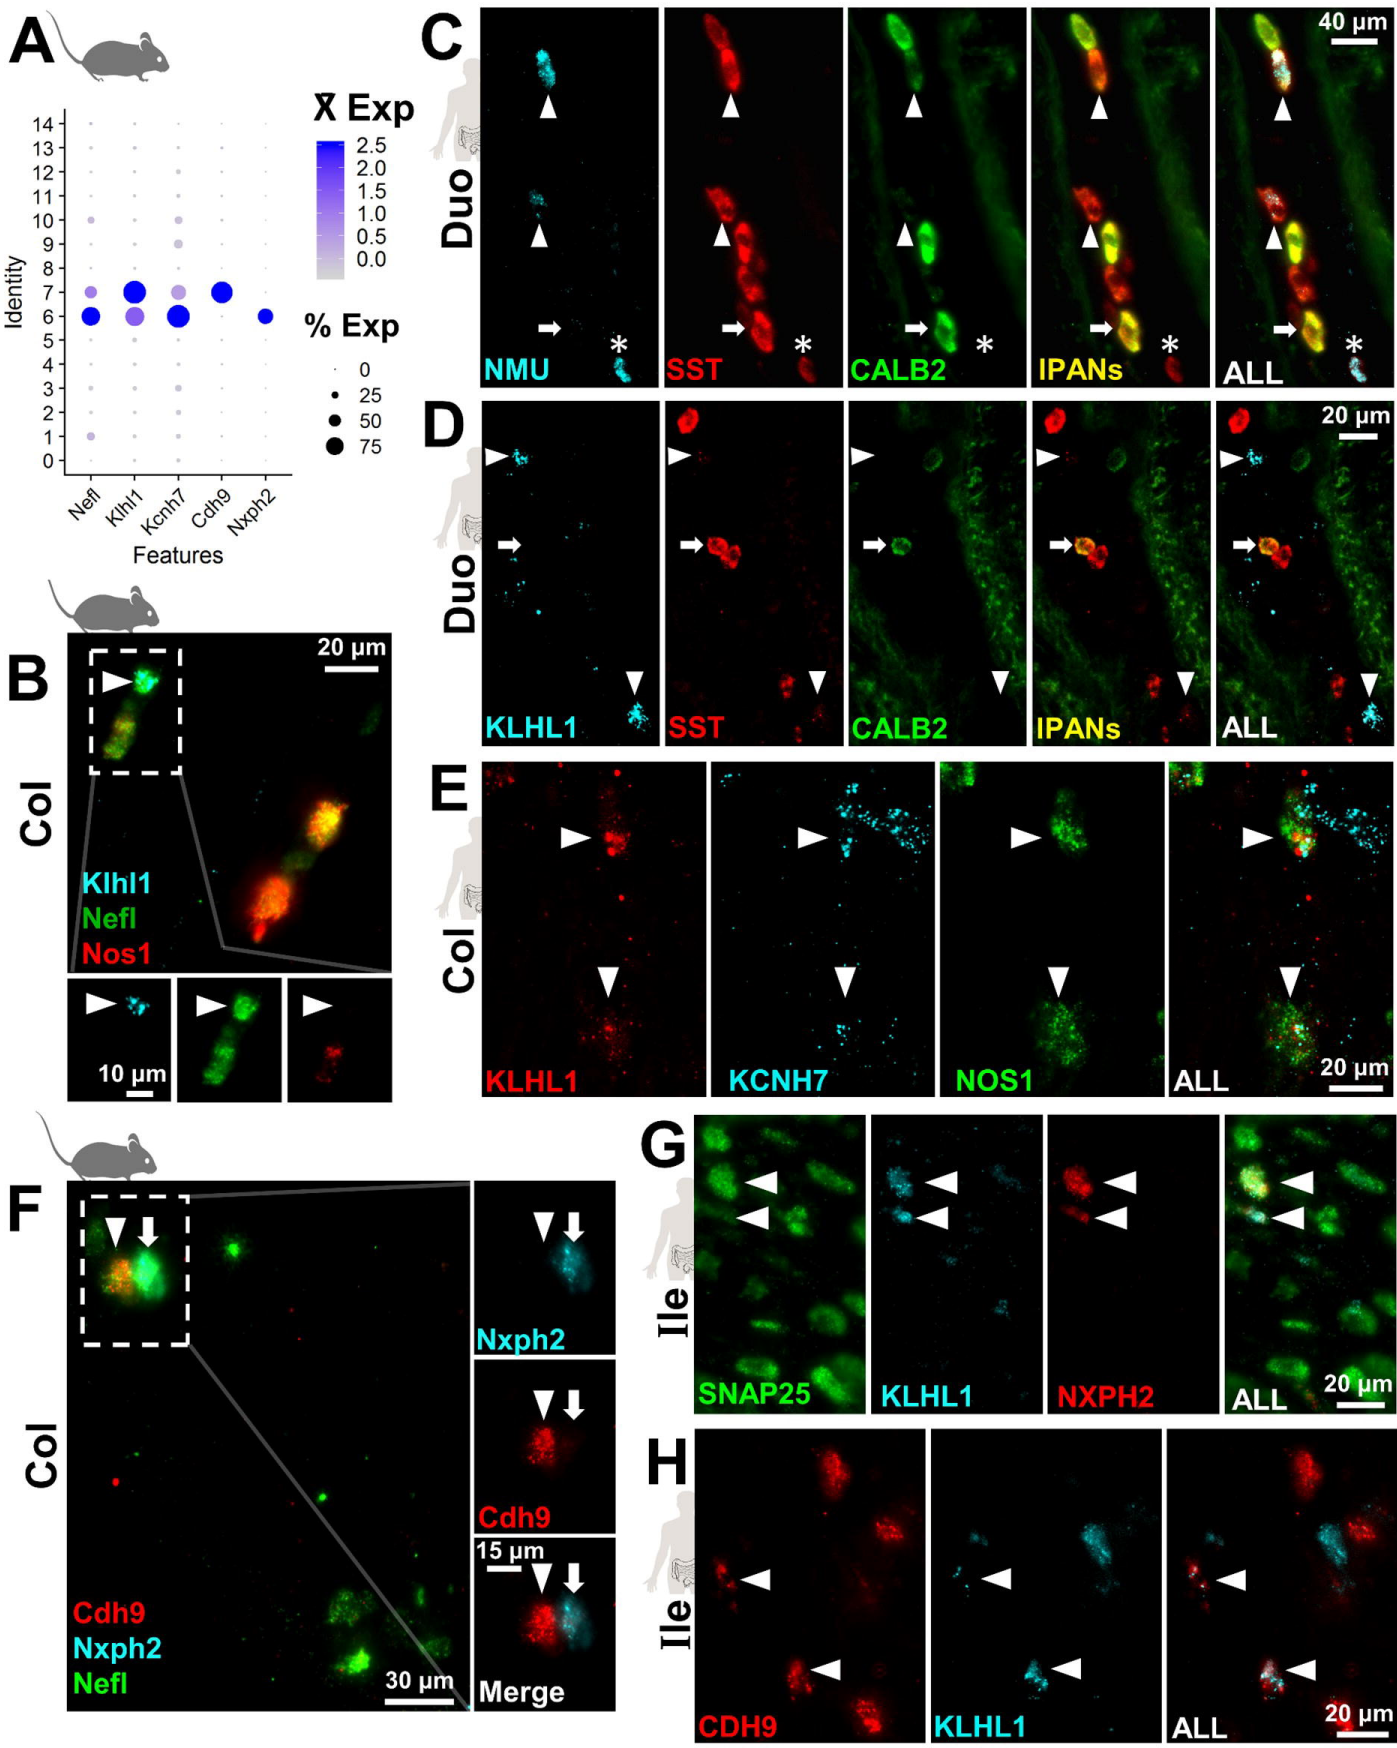 A
X̄ Exp
2.5
2.0
1.5
1.0
0.5
0.0
% Exp
0
25
50
75
Identity
14
13
12
11
10
9
8
7
6
5
4
3
2
1
0
Nefl
Klhl1
Kcnh7
Cdh9
Nxph2
Features
B
Col
20 µm
Klhl1
Nefl
Nos1
10 µm
C
Duo
40 µm
* * * *
NMU SST CALB2 IPANs ALL
D
Duo
20 µm
KLHL1 SST CALB2 IPANs ALL
E
Col
KLHL1 KCNH7 NOS1 ALL
20 µm
F
Col
Cdh9
Nxph2
Nefl
30 µm
Nxph2
Cdh9
15 µm
Merge
G
Ile
SNAP25 KLHL1 NXPH2 ALL
20 µm
H
Ile
CDH9 KLHL1 ALL
20 µm